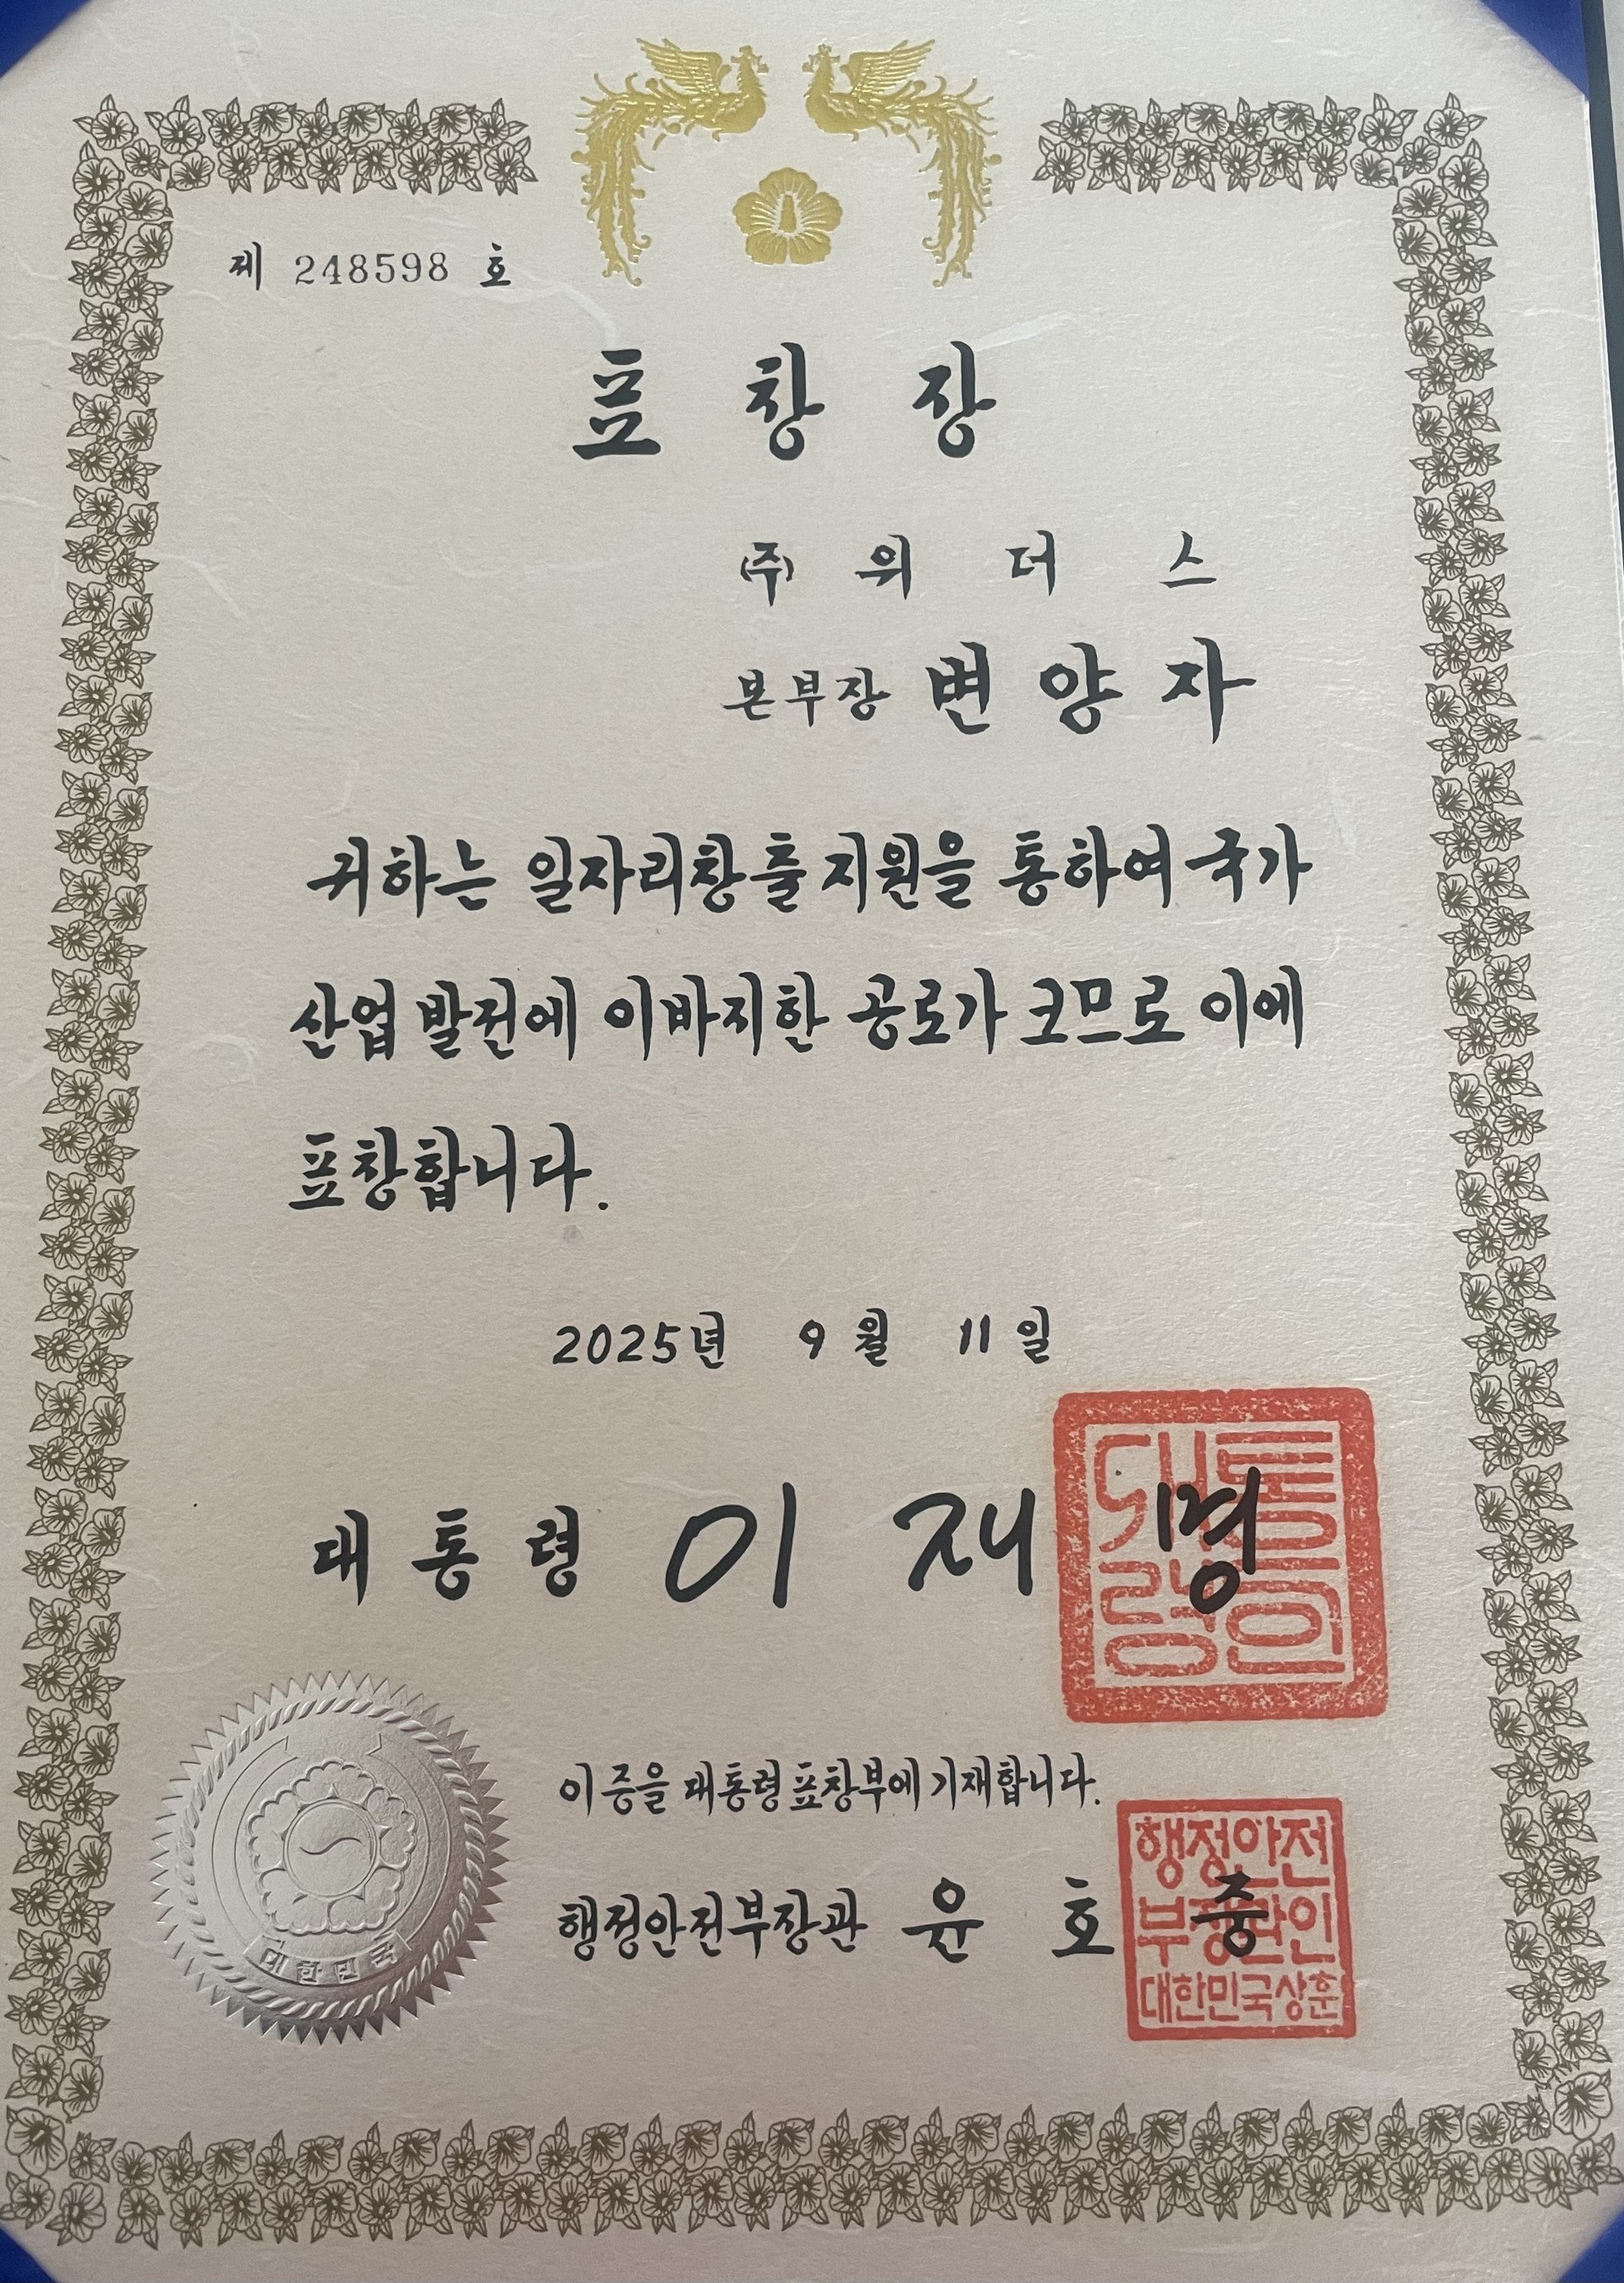 제 248598 호
표 창 장
(주) 위 더 스
본부장 변 양 자
귀하는 일자리창출 지원을 통하여 국가
산업 발전에 이바지한 공로가 크므로 이에
표창합니다.
2025년 9 월 11 일
대 통 령 이 재 명
대통
령의
인
이 증을 대통령표창부에 기재합니다.
행정안전부장관 윤 호 중
행정안전
부장관인
대한민국상훈
대한민국